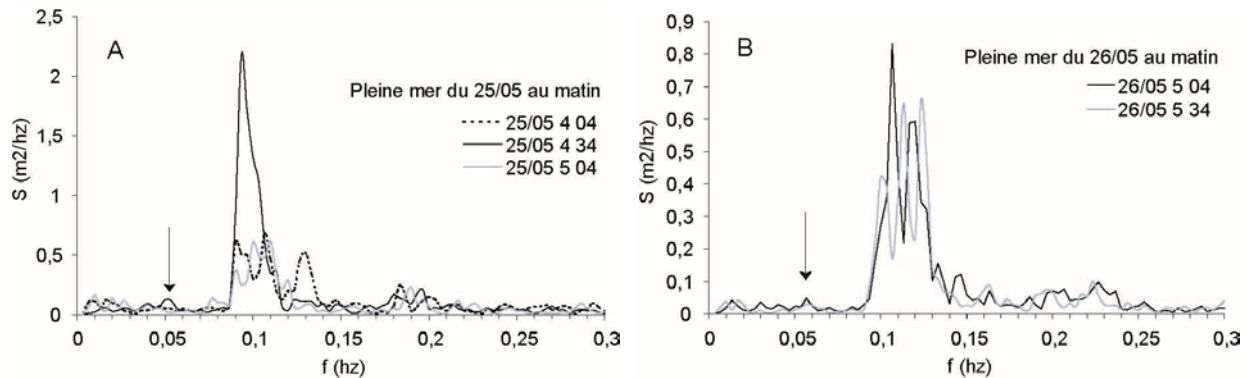 A
Pleine mer du 25/05 au matin
25/05 4 04
25/05 4 34
25/05 5 04
S (m2/hz)
2,5
2
1,5
1
0,5
0
0 0,05 0,1 0,15 0,2 0,25 0,3
f (hz)
B
Pleine mer du 26/05 au matin
26/05 5 04
26/05 5 34
S (m2/hz)
0,9
0,8
0,7
0,6
0,5
0,4
0,3
0,2
0,1
0
0 0,05 0,1 0,15 0,2 0,25 0,3
f (hz)